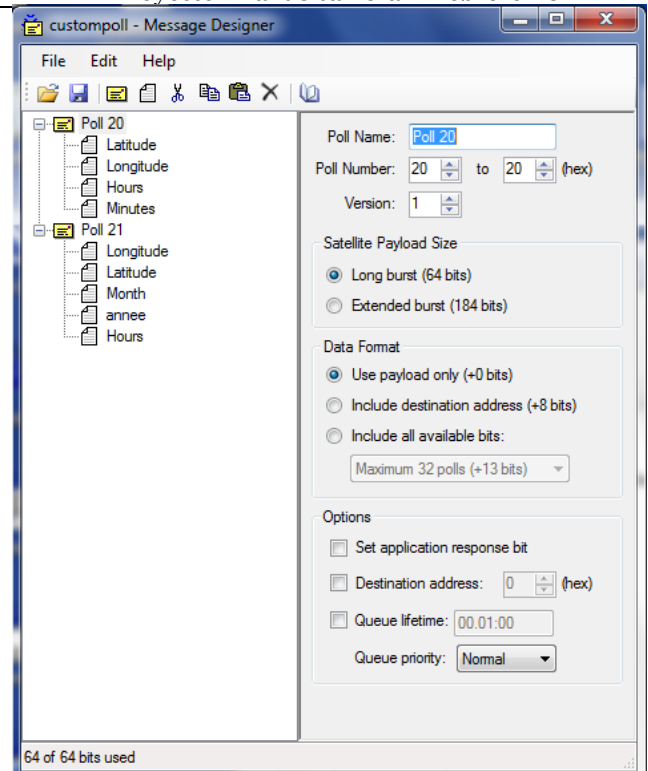 custompoll - Message Designer
File Edit Help
Poll 20
Latitude
Longitude
Hours
Minutes
Poll 21
Longitude
Latitude
Month
annee
Hours
Poll Name: Poll 20
Poll Number: 20 to 20 (hex)
Version: 1
Satellite Payload Size
Long burst (64 bits)
Extended burst (184 bits)
Data Format
Use payload only (+0 bits)
Include destination address (+8 bits)
Include all available bits:
Maximum 32 polls (+13 bits)
Options
Set application response bit
Destination address: 0 (hex)
Queue lifetime: 00.01:00
Queue priority: Normal
64 of 64 bits used